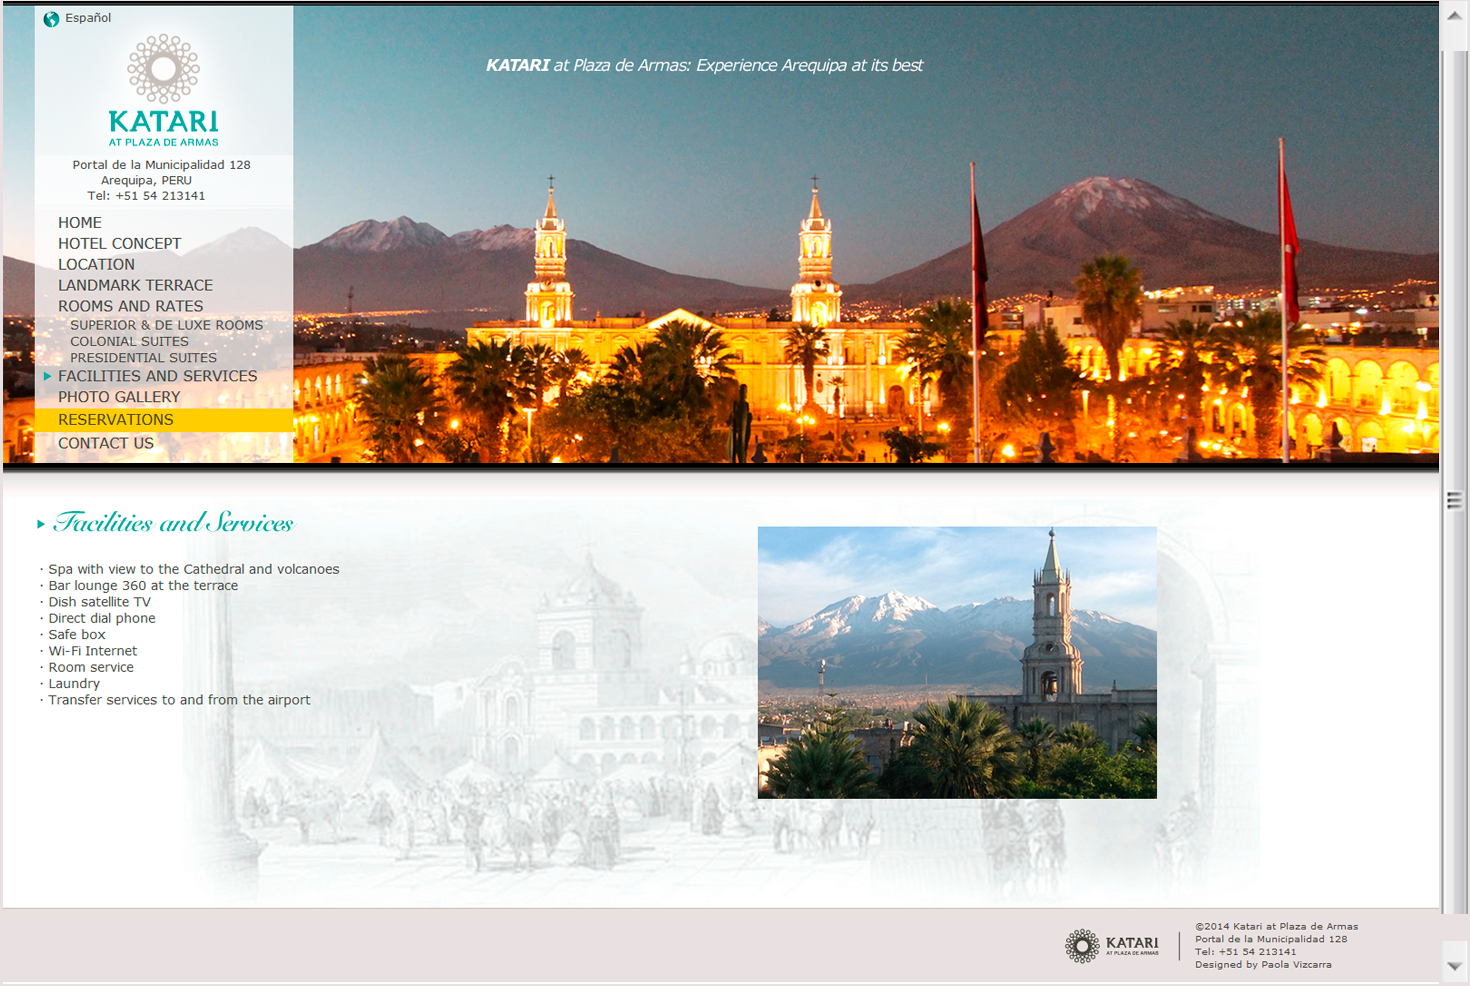 Español
KATARI
AT PLAZA DE ARMAS
Portal de la Municipalidad 128
Arequipa, PERU
Tel: +51 54 213141
HOME
HOTEL CONCEPT
LOCATION
LANDMARK TERRACE
ROOMS AND RATES
SUPERIOR & DE LUXE ROOMS
COLONIAL SUITES
PRESIDENTIAL SUITES
FACILITIES AND SERVICES
PHOTO GALLERY
RESERVATIONS
CONTACT US
KATARI at Plaza de Armas: Experience Arequipa at its best
Facilities and Services
· Spa with view to the Cathedral and volcanoes
· Bar lounge 360 at the terrace
· Dish satellite TV
· Direct dial phone
· Safe box
· Wi-Fi Internet
· Room service
· Laundry
· Transfer services to and from the airport
KATARI
AT PLAZA DE ARMAS
©2014 Katari at Plaza de Armas
Portal de la Municipalidad 128
Tel: +51 54 213141
Designed by Paola Vizcarra